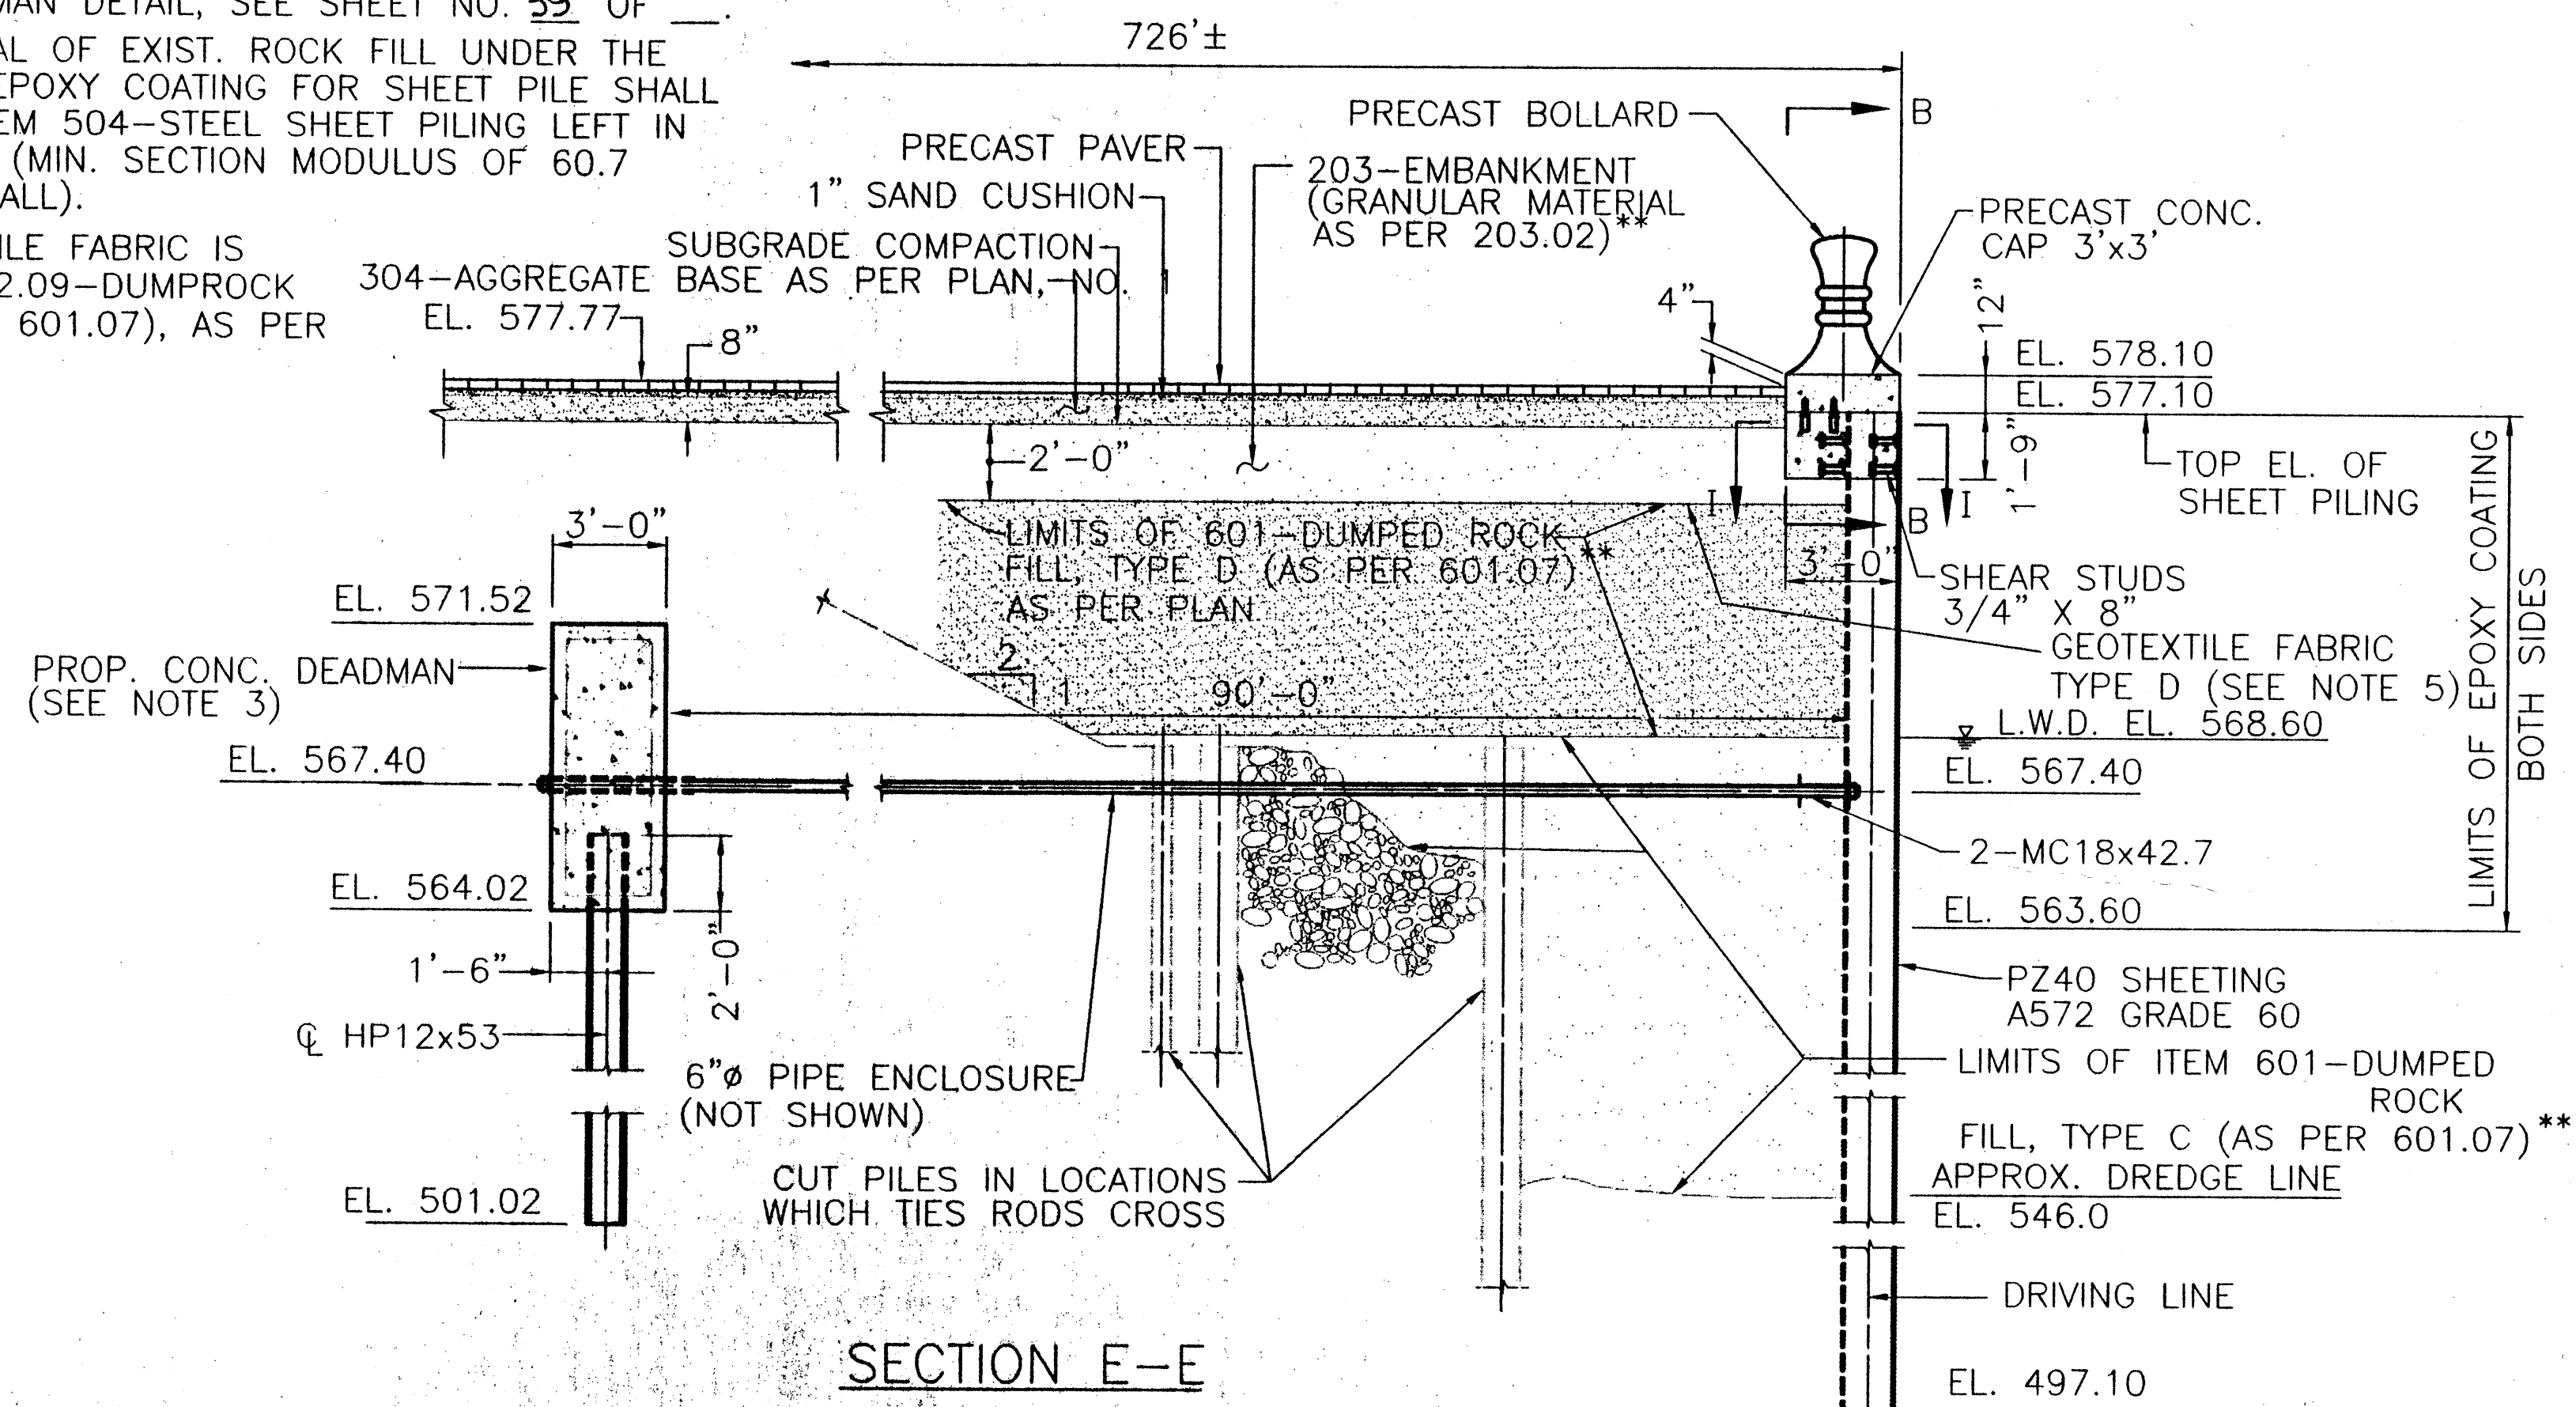 MAN DETAIL, SEE SHEET NO. 59 OF __.
AL OF EXIST. ROCK FILL UNDER THE
EPOXY COATING FOR SHEET PILE SHALL
EM 504-STEEL SHEET PILING LEFT IN
(MIN. SECTION MODULUS OF 60.7
ALL).
ILE FABRIC IS
2.09-DUMPROCK
601.07), AS PER
726'±
PRECAST BOLLARD
B
PRECAST PAVER
203-EMBANKMENT
(GRANULAR MATERIAL
AS PER 203.02)**
1" SAND CUSHION
SUBGRADE COMPACTION
304-AGGREGATE BASE AS PER PLAN, NO. 1
EL. 577.77
8"
PRECAST CONC.
CAP 3'x3'
4"
12"
EL. 578.10
EL. 577.10
1'-9"
TOP EL. OF
SHEET PILING
2'-0"
I
I
B
3'-0"
LIMITS OF 601-DUMPED ROCK
FILL, TYPE D (AS PER 601.07)**
AS PER PLAN
SHEAR STUDS
3/4" X 8"
GEOTEXTILE FABRIC
TYPE D (SEE NOTE 5)
LIMITS OF EPOXY COATING
BOTH SIDES
3'-0"
EL. 571.52
PROP. CONC. DEADMAN
(SEE NOTE 3)
2
1
90'-0"
L.W.D. EL. 568.60
EL. 567.40
EL. 567.40
2-MC18x42.7
EL. 564.02
EL. 563.60
1'-6"
2'-0"
℄ HP12x53
PZ40 SHEETING
A572 GRADE 60
6"ø PIPE ENCLOSURE
(NOT SHOWN)
LIMITS OF ITEM 601-DUMPED
ROCK
FILL, TYPE C (AS PER 601.07)**
CUT PILES IN LOCATIONS
WHICH TIES RODS CROSS
APPROX. DREDGE LINE
EL. 546.0
EL. 501.02
DRIVING LINE
SECTION E-E
EL. 497.10